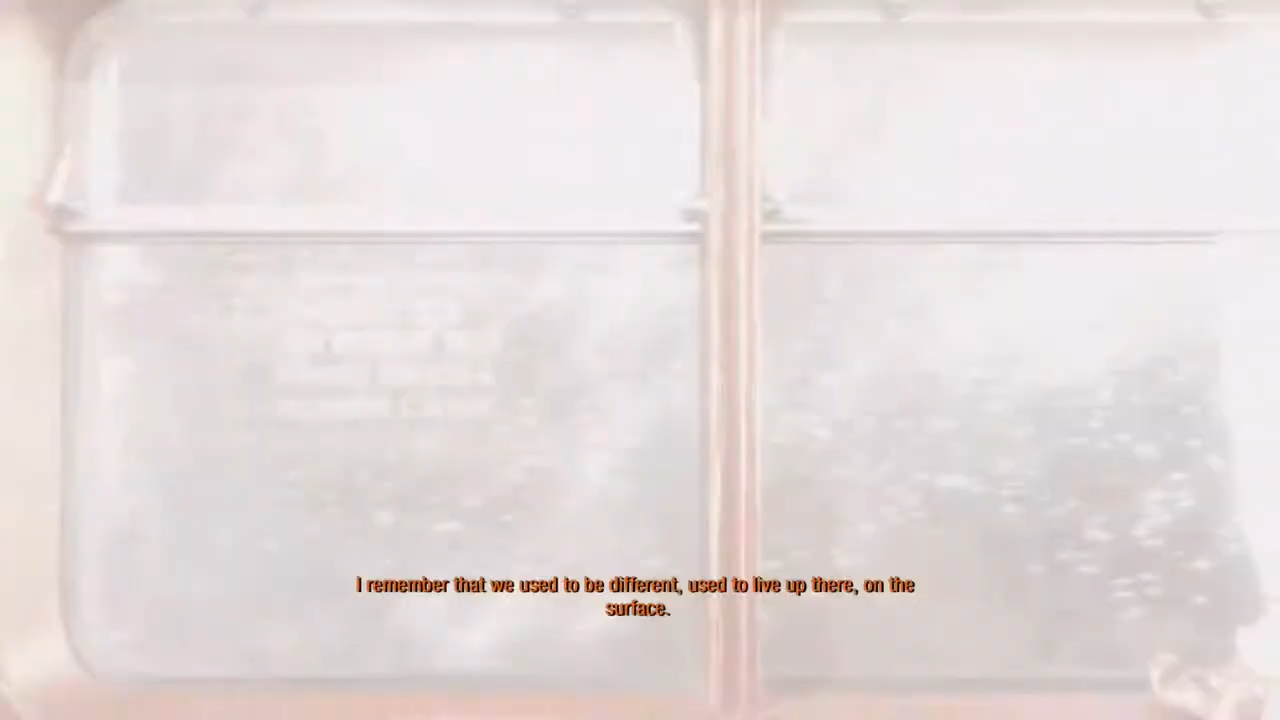 I remember that we used to be different, used to live up there, on the
surface.